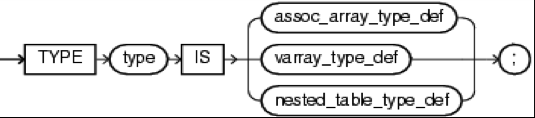 assoc_array_type_def
TYPE type IS varray_type_def ;
nested_table_type_def